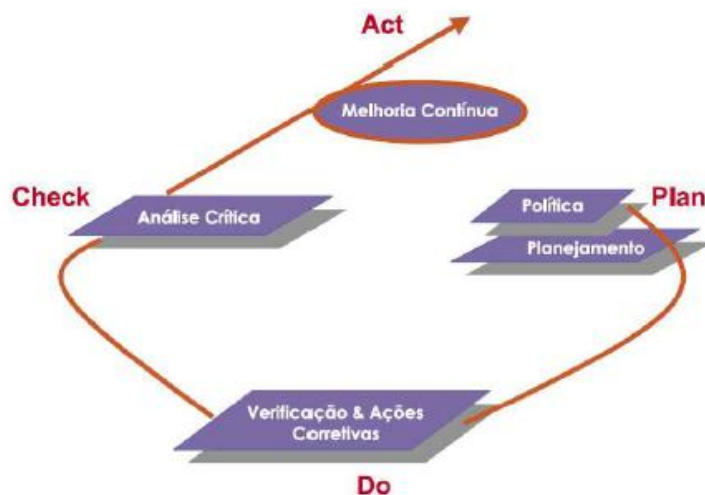 Act
Melhoria Contínua
Check
Análise Crítica
Política
Plan
Planejamento
Verificação & Ações
Corretivas
Do